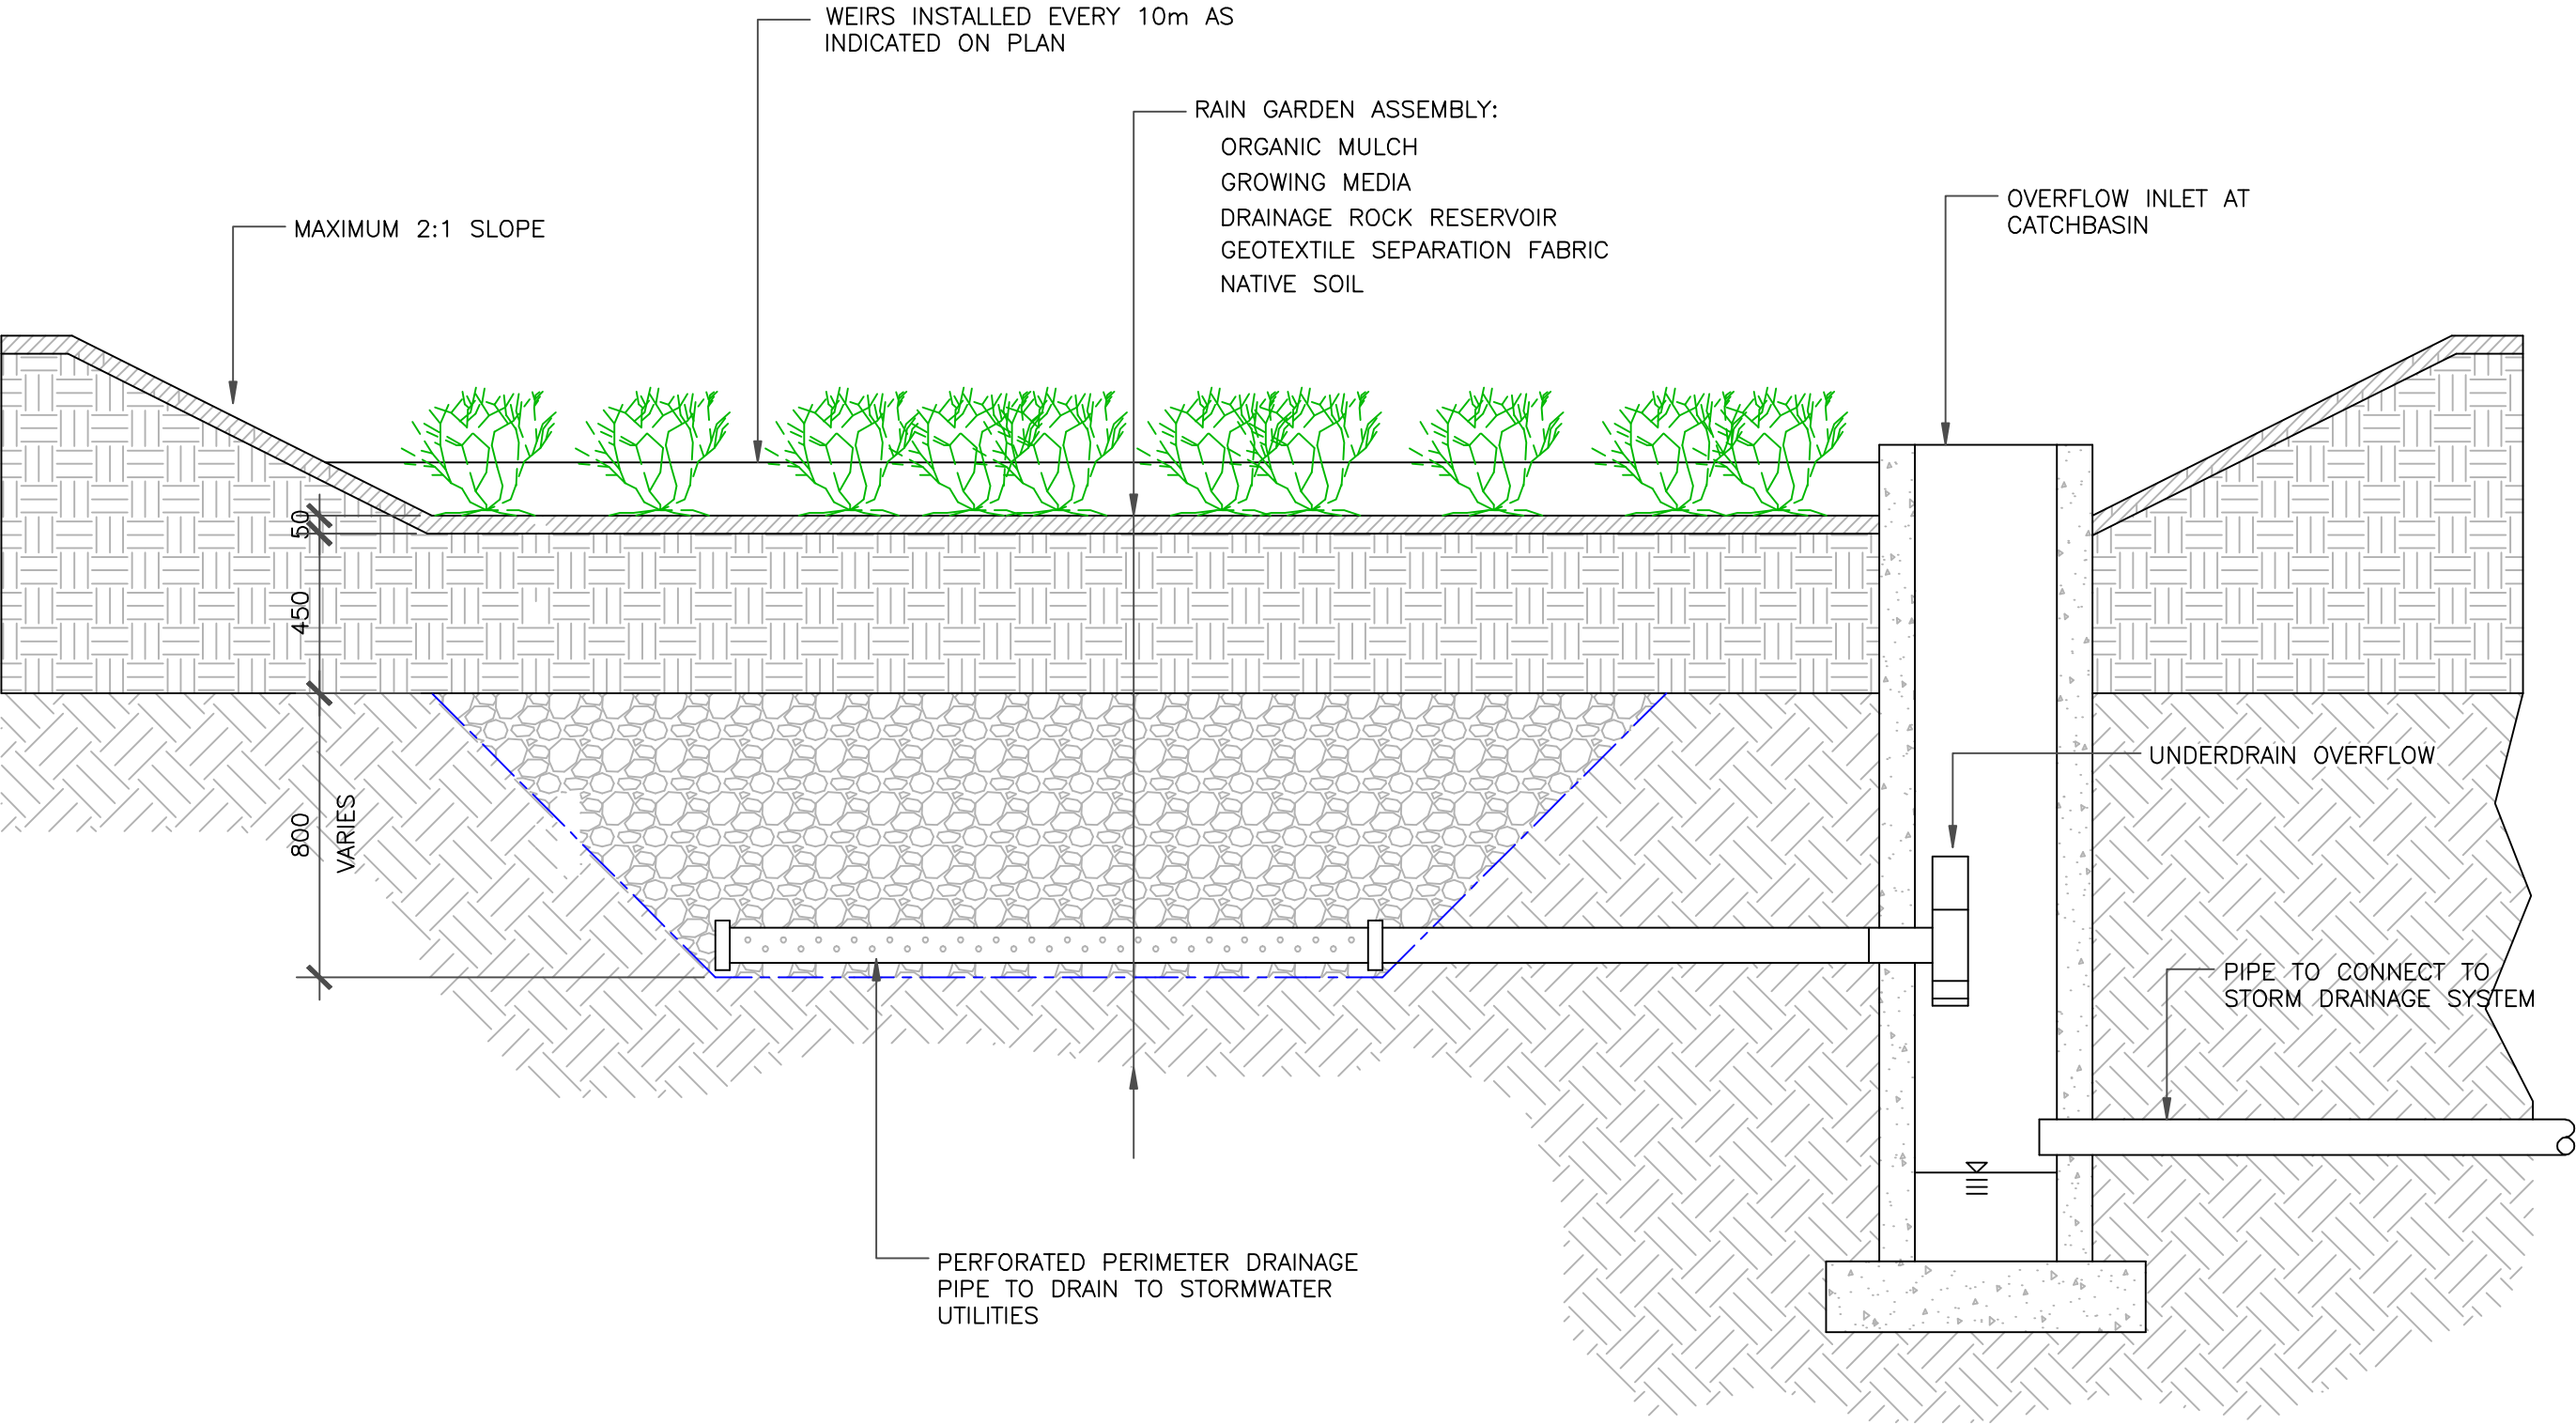 WEIRS INSTALLED EVERY 10m AS
INDICATED ON PLAN
RAIN GARDEN ASSEMBLY:
ORGANIC MULCH
GROWING MEDIA
DRAINAGE ROCK RESERVOIR
GEOTEXTILE SEPARATION FABRIC
NATIVE SOIL
OVERFLOW INLET AT
CATCHBASIN
MAXIMUM 2:1 SLOPE
50
450
800
VARIES
UNDERDRAIN OVERFLOW
PIPE TO CONNECT TO
STORM DRAINAGE SYSTEM
PERFORATED PERIMETER DRAINAGE
PIPE TO DRAIN TO STORMWATER
UTILITIES